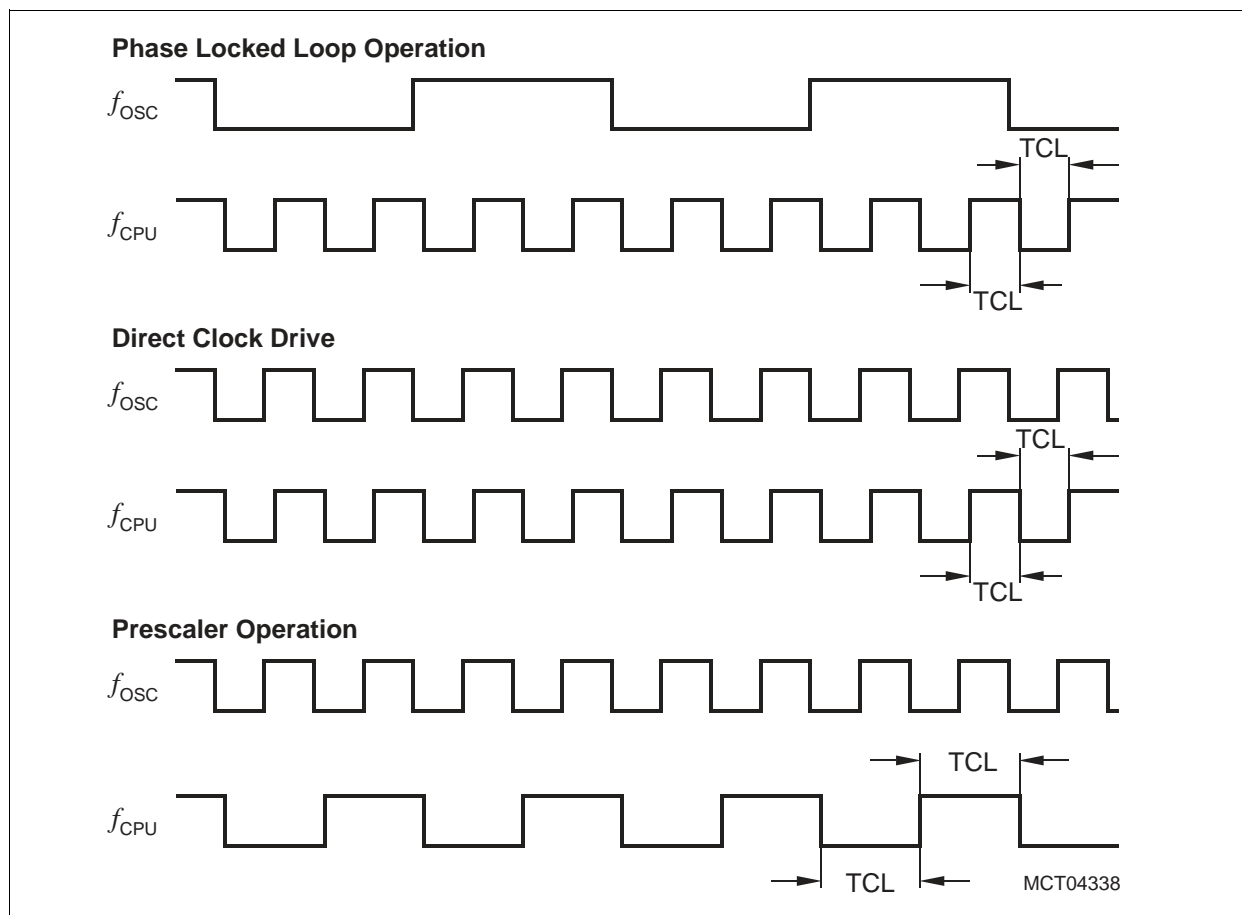 Phase Locked Loop Operation
fOSC
TCL
fCPU
TCL
Direct Clock Drive
fOSC
TCL
fCPU
TCL
Prescaler Operation
fOSC
TCL
fCPU
TCL
MCT04338